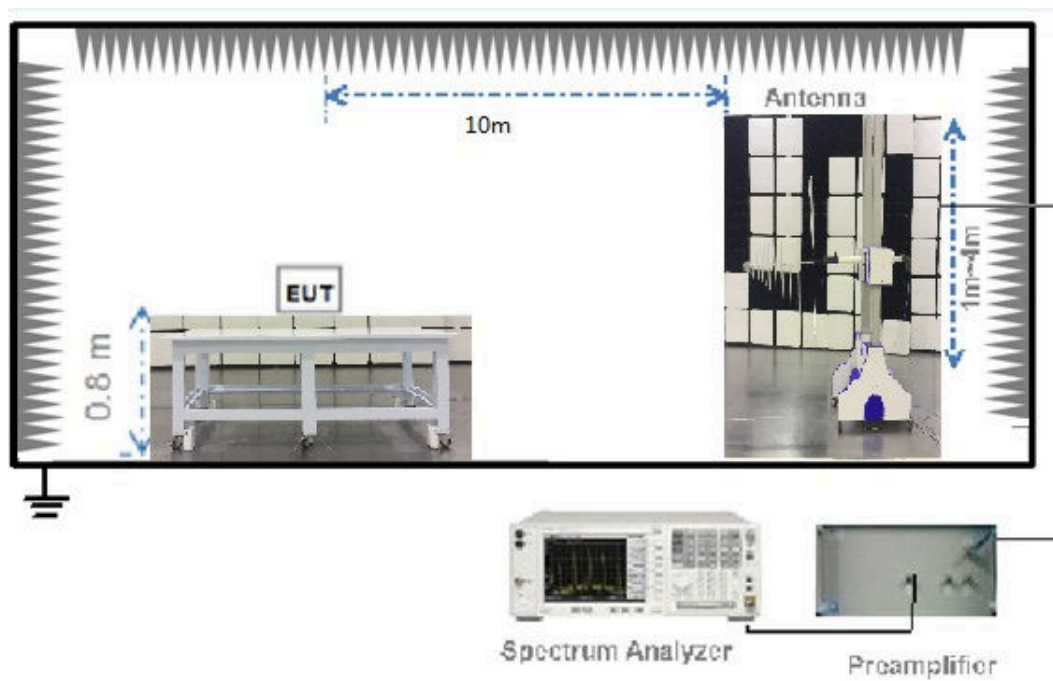 10m
Antenna
EUT
0.8 m
1m~4m
Spectrum Analyzer
Preamplifier